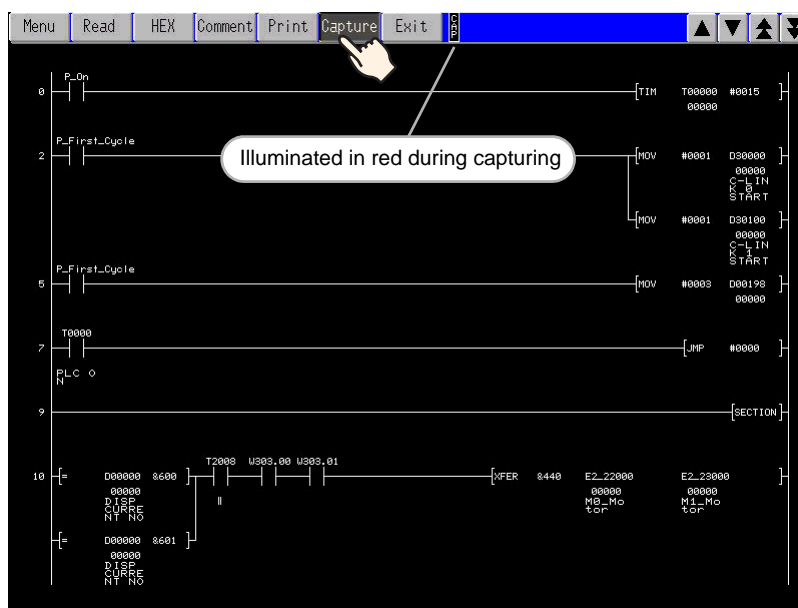 Menu Read HEX Comment Print Capture Exit CAP
P_On
0 TIM T00000 #0015
00000
P_First_Cycle
2 MOV #0001 D30000
00000
C-LIN
K 0
START
Illuminated in red during capturing
MOV #0001 D30100
00000
C-LIN
K 1
START
P_First_Cycle
5 MOV #0003 D00198
00000
T0000
7 JMP #0000
PLC O
N
9 SECTION
T2008 W303.00 W303.01
10 = D00000 &600 XFER &440 E2_22000 E2_23000
00000 00000 00000
DISP M0_Mo M1_Mo
CURRE tor tor
NT NO
= D00000 &601
00000
DISP
CURRE
NT NO